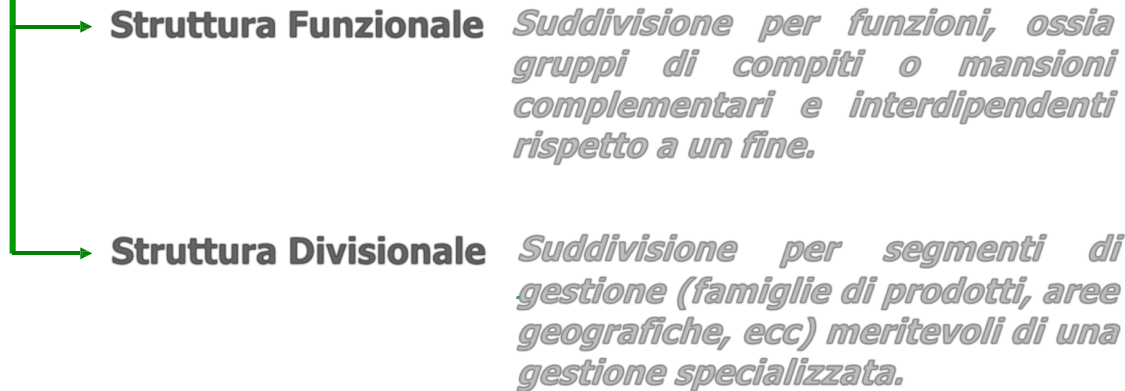 Struttura Funzionale
Suddivisione per funzioni, ossia
gruppi di compiti o mansioni
complementari e interdipendenti
rispetto a un fine.
Struttura Divisionale
Suddivisione per segmenti di
gestione (famiglie di prodotti, aree
geografiche, ecc) meritevoli di una
gestione specializzata.